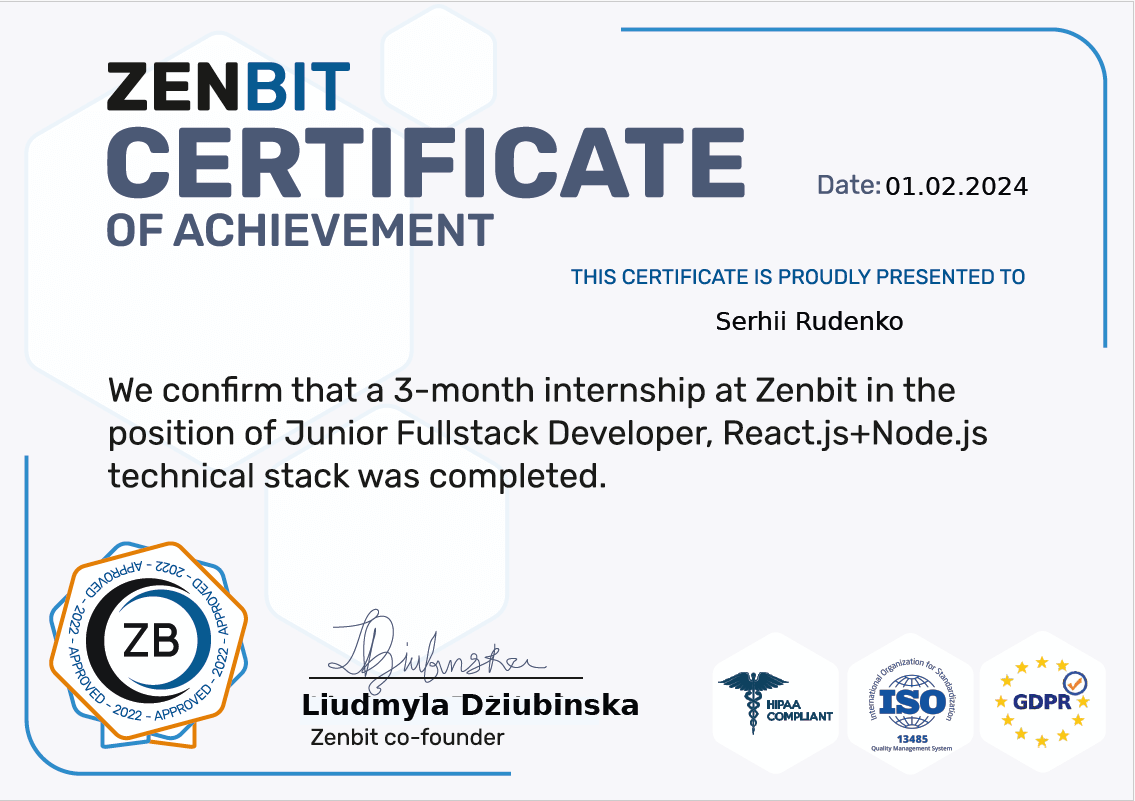 ZENBIT
CERTIFICATE
OF ACHIEVEMENT
Date: 01.02.2024
THIS CERTIFICATE IS PROUDLY PRESENTED TO
Serhii Rudenko
We confirm that a 3-month internship at Zenbit in the
position of Junior Fullstack Developer, React.js+Node.js
technical stack was completed.
APPROVED - 2022 - APPROVED - 2022 - APPROVED - 2022 - APPROVED - 2022 -
ZB
LDziubinska
Liudmyla Dziubinska
Zenbit co-founder
HIPAA
COMPLIANT
International Organization for Standardization
ISO
13485
Quality Management System
GDPR